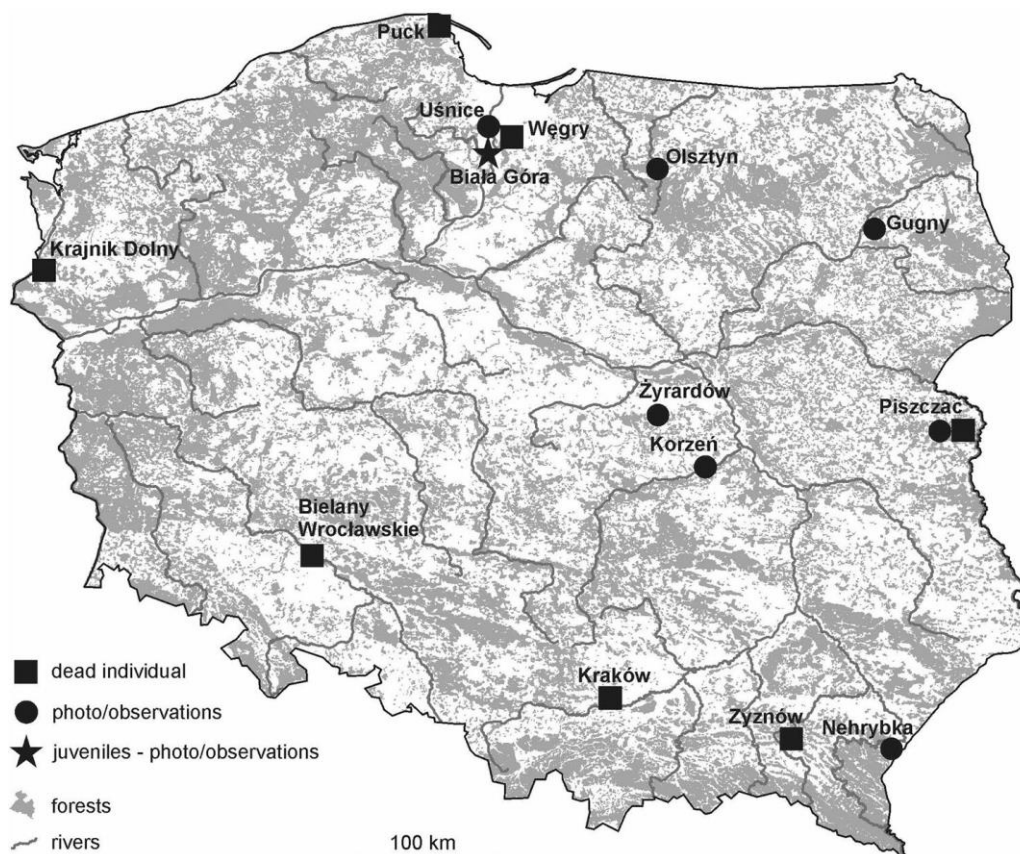 Puck
Uśnice
Węgry
Olsztyn
Biała Góra
Gugny
Krajnik Dolny
Żyrardów
Piszczac
Korzeń
Bielany
Wrocławskie
dead individual
Kraków
photo/observations
Zyznów
Nehrybka
juveniles - photo/observations
forests
rivers
100 km